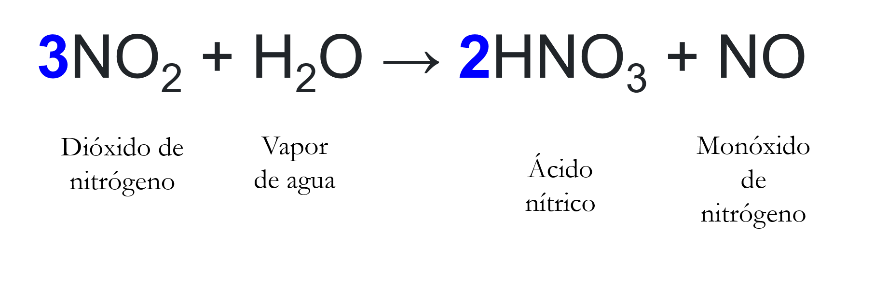 3NO₂ + H₂O → 2HNO₃ + NO
Dióxido de
nitrógeno
Vapor
de agua
Ácido
nítrico
Monóxido
de
nitrógeno